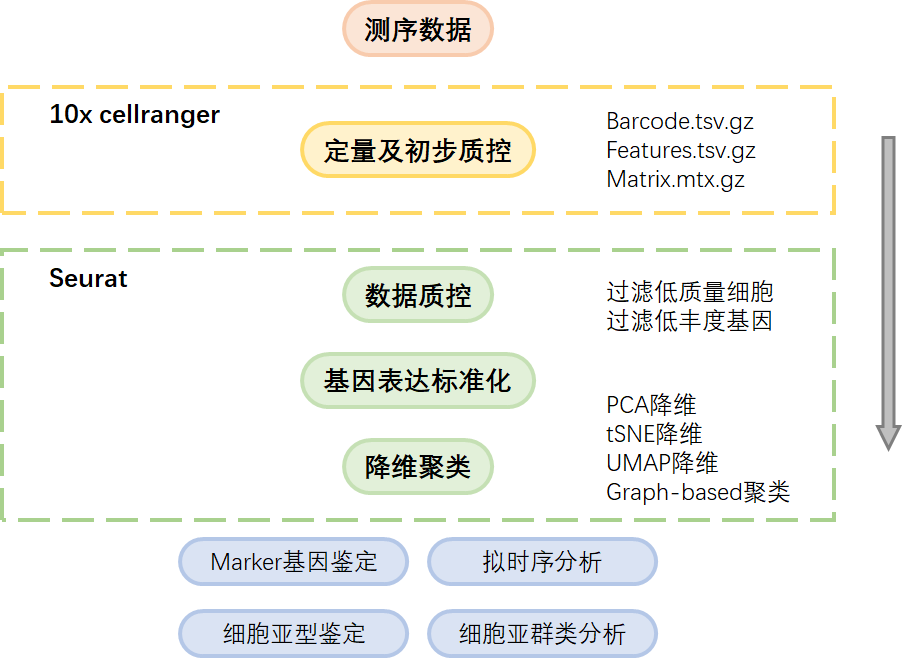 测序数据
10x cellranger
定量及初步质控
Barcode.tsv.gz
Features.tsv.gz
Matrix.mtx.gz
Seurat
数据质控
过滤低质量细胞
过滤低丰度基因
基因表达标准化
降维聚类
PCA降维
tSNE降维
UMAP降维
Graph-based聚类
Marker基因鉴定
拟时序分析
细胞亚型鉴定
细胞亚群类分析